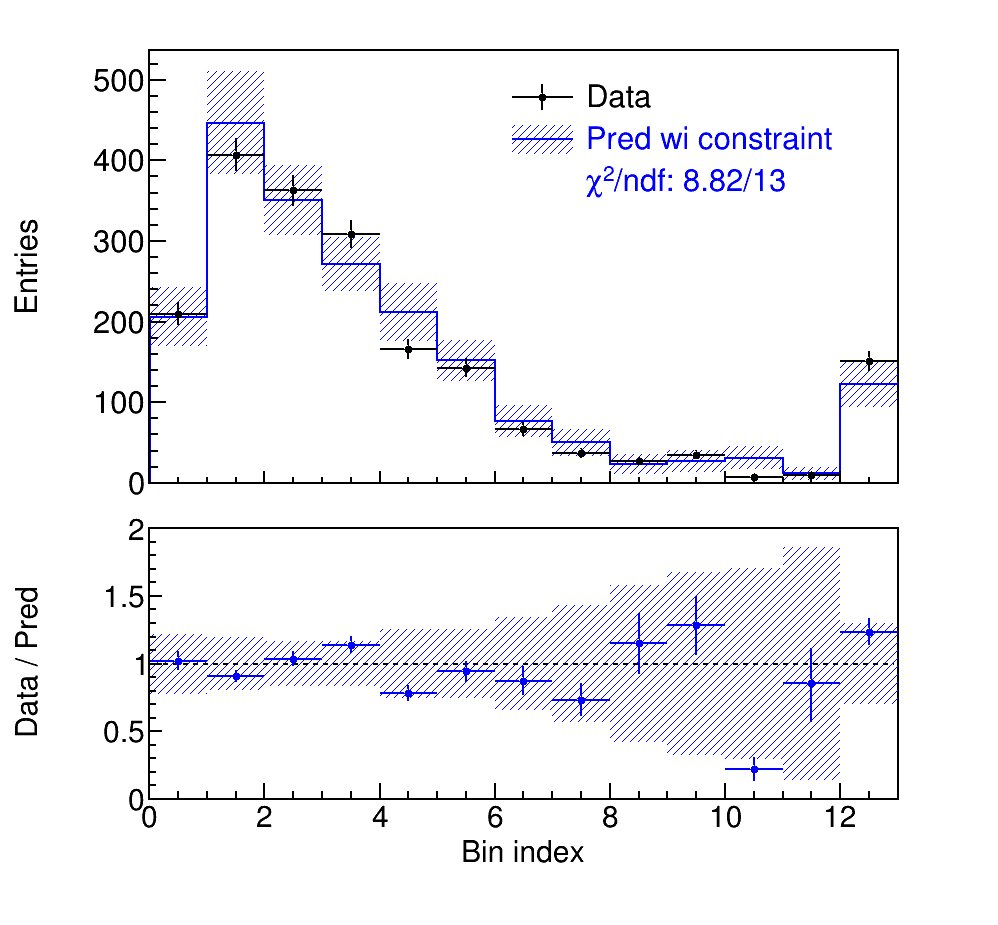 500
400
300
200
100
0
Entries
Data
Pred wi constraint
χ²/ndf: 8.82/13
2
1.5
1
0.5
0
Data / Pred
0 2 4 6 8 10 12
Bin index